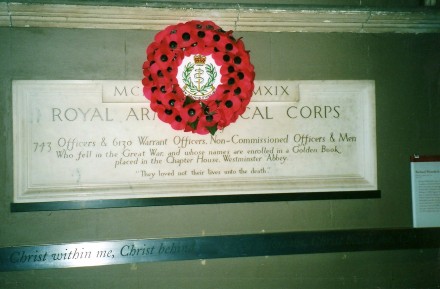 MC MXIX
ROYAL AR CAL CORPS
743 Officers & 6130 Warrant Officers, Non-Commissioned Officers & Men
Who fell in the Great War, and whose names are enrolled in a Golden Book,
placed in the Chapter House, Westminster Abbey.
"They loved not their lives unto the death."
Christ within me, Christ behin